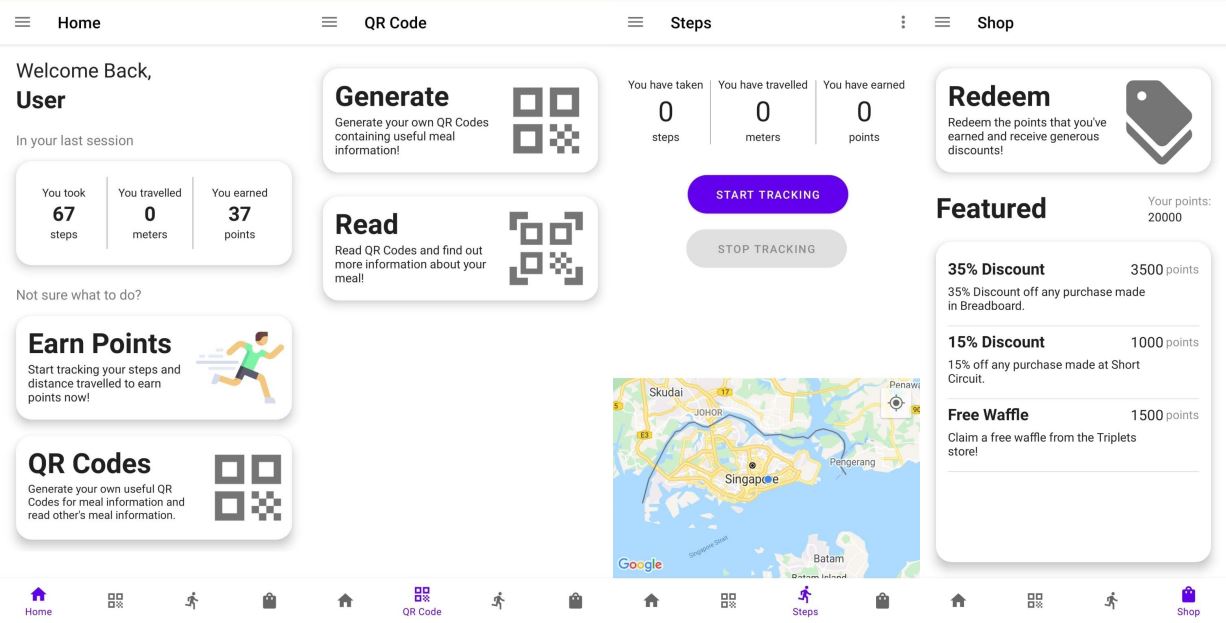 Home
Welcome Back,
User
In your last session
You took
67
steps
You travelled
0
meters
You earned
37
points
Not sure what to do?
Earn Points
Start tracking your steps and
distance travelled to earn
points now!
QR Codes
Generate your own useful QR
Codes for meal information and
read other's meal information.
Home
QR Code
Generate
Generate your own QR Codes
containing useful meal
information!
Read
Read QR Codes and find out
more information about your
meal!
QR Code
Steps
You have taken
0
steps
You have travelled
0
meters
You have earned
0
points
START TRACKING
STOP TRACKING
Skudai
17
Penawa
5
JOHOR
90
E3
Pengerang
Singapore
Singapore Strait
Batam
Google
Batam Island
Steps
Shop
Redeem
Redeem the points that you've
earned and receive generous
discounts!
Featured
Your points:
20000
35% Discount
3500 points
35% Discount off any purchase made
in Breadboard.
15% Discount
1000 points
15% off any purchase made at Short
Circuit.
Free Waffle
1500 points
Claim a free waffle from the Triplets
store!
Shop